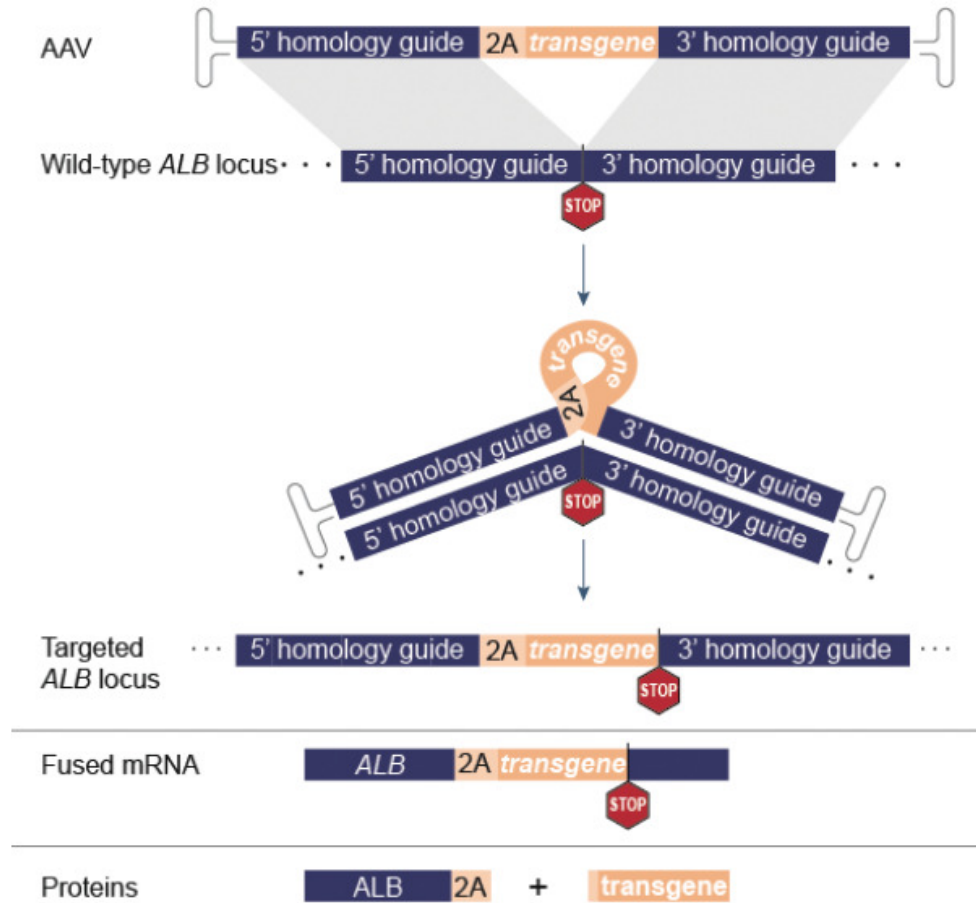 AAV
5’ homology guide 2A transgene 3’ homology guide
Wild-type ALB locus
5’ homology guide 3’ homology guide
STOP
transgene
2A
5’ homology guide 3’ homology guide
5’ homology guide 3’ homology guide
STOP
Targeted
ALB locus
5’ homology guide 2A transgene 3’ homology guide
STOP
Fused mRNA
ALB 2A transgene
STOP
Proteins
ALB 2A + transgene